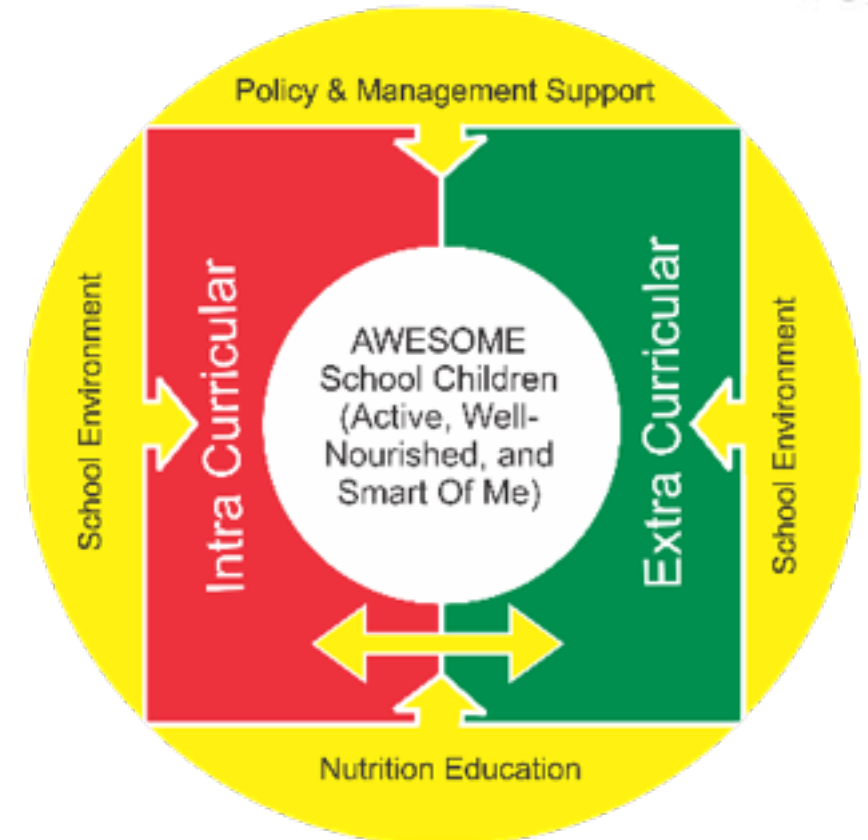 Policy & Management Support
School Environment
Intra Curricular
AWESOME
School Children
(Active, Well-
Nourished, and
Smart Of Me)
Extra Curricular
School Environment
Nutrition Education